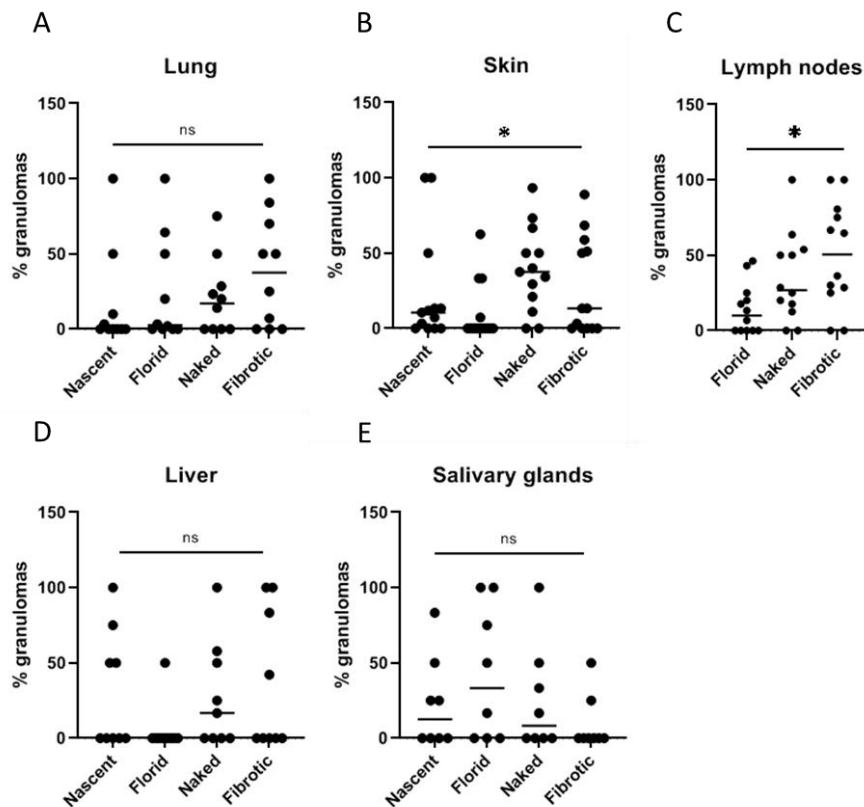 A
Lung
% granulomas
150
100
50
0
ns
Nascent
Florid
Naked
Fibrotic
B
Skin
% granulomas
150
100
50
0
*
Nascent
Florid
Naked
Fibrotic
C
Lymph nodes
% granulomas
150
100
50
0
*
Florid
Naked
Fibrotic
D
Liver
% granulomas
150
100
50
0
ns
Nascent
Florid
Naked
Fibrotic
E
Salivary glands
% granulomas
150
100
50
0
ns
Nascent
Florid
Naked
Fibrotic